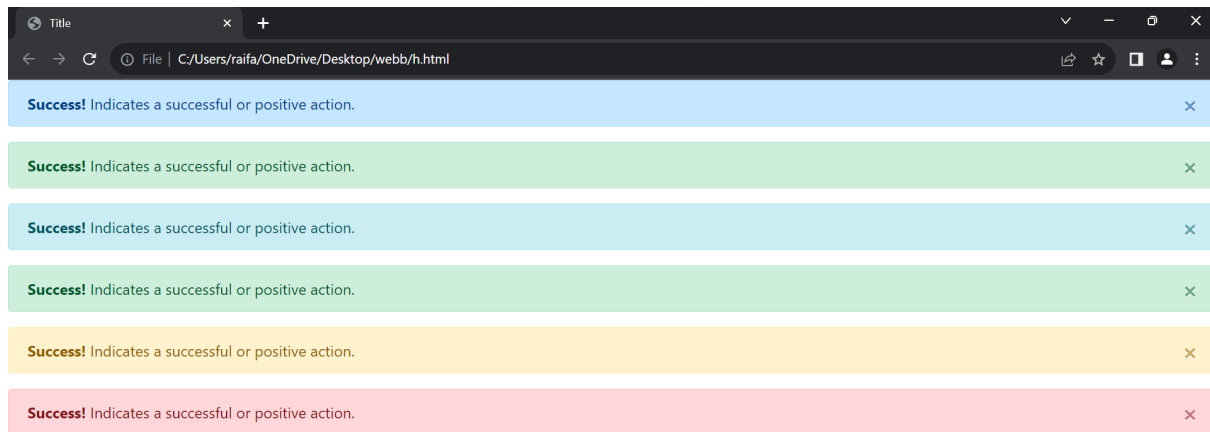 Title
File | C:/Users/raifa/OneDrive/Desktop/webb/h.html
Success! Indicates a successful or positive action.
Success! Indicates a successful or positive action.
Success! Indicates a successful or positive action.
Success! Indicates a successful or positive action.
Success! Indicates a successful or positive action.
Success! Indicates a successful or positive action.